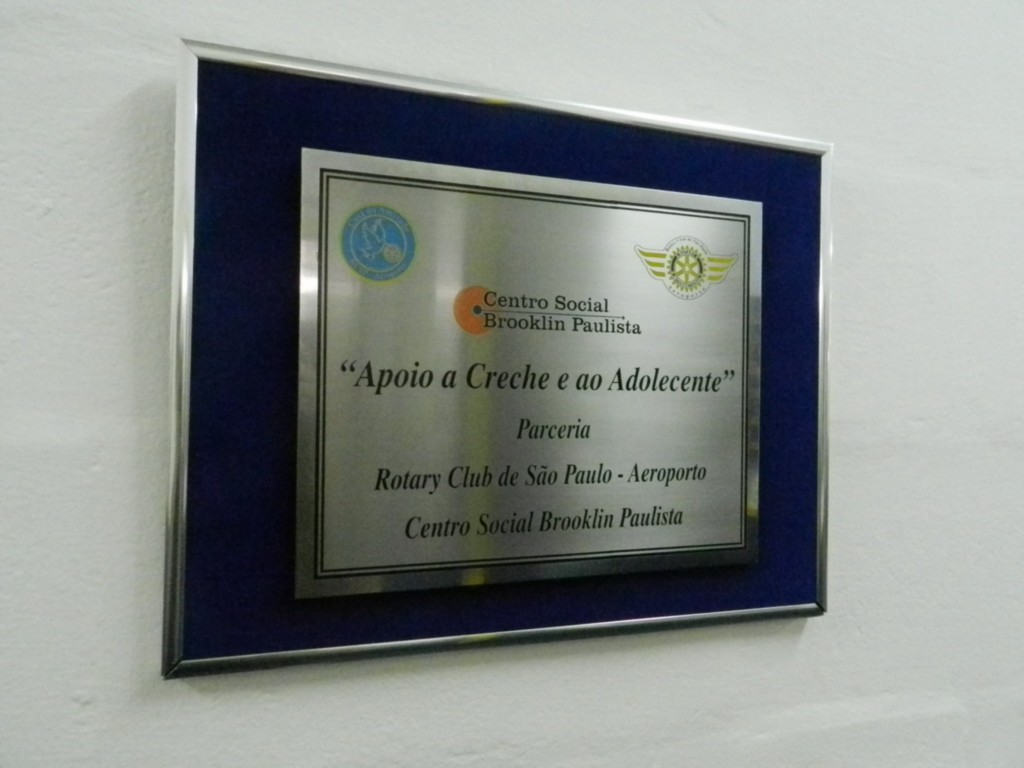 Centro Social
Brooklin Paulista
“Apoio a Creche e ao Adolecente”
Parceria
Rotary Club de São Paulo - Aeroporto
Centro Social Brooklin Paulista